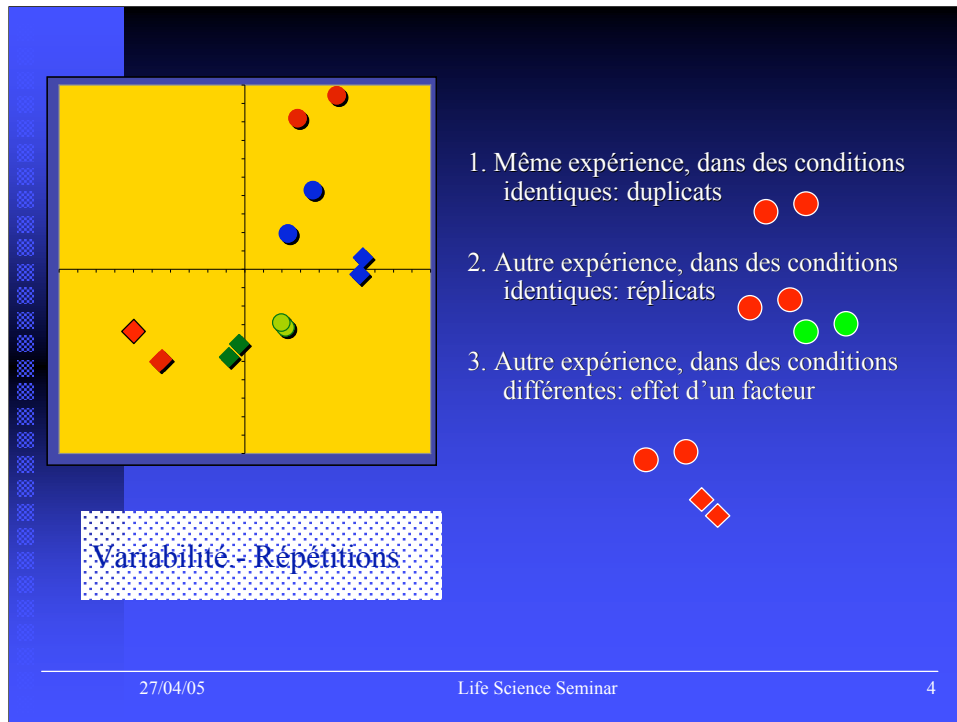 1. Même expérience, dans des conditions
identiques: duplicats
2. Autre expérience, dans des conditions
identiques: réplicats
3. Autre expérience, dans des conditions
différentes: effet d’un facteur
Variabilité - Répétitions
27/04/05
Life Science Seminar
4